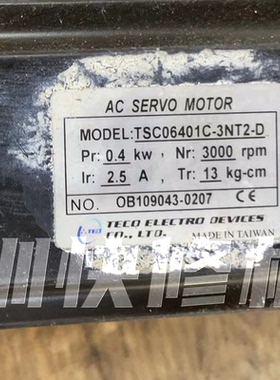 AC SERVO MOTOR
MODEL:TSC06401C-3NT2-D
Pr: 0.4 kw Nr: 3000 rpm
Ir: 2.5 A Tr: 13 kg-cm
NO. OB109043-0207
TECO ELECTRO DEVICES
CO., LTD. MADE IN TAIWAN